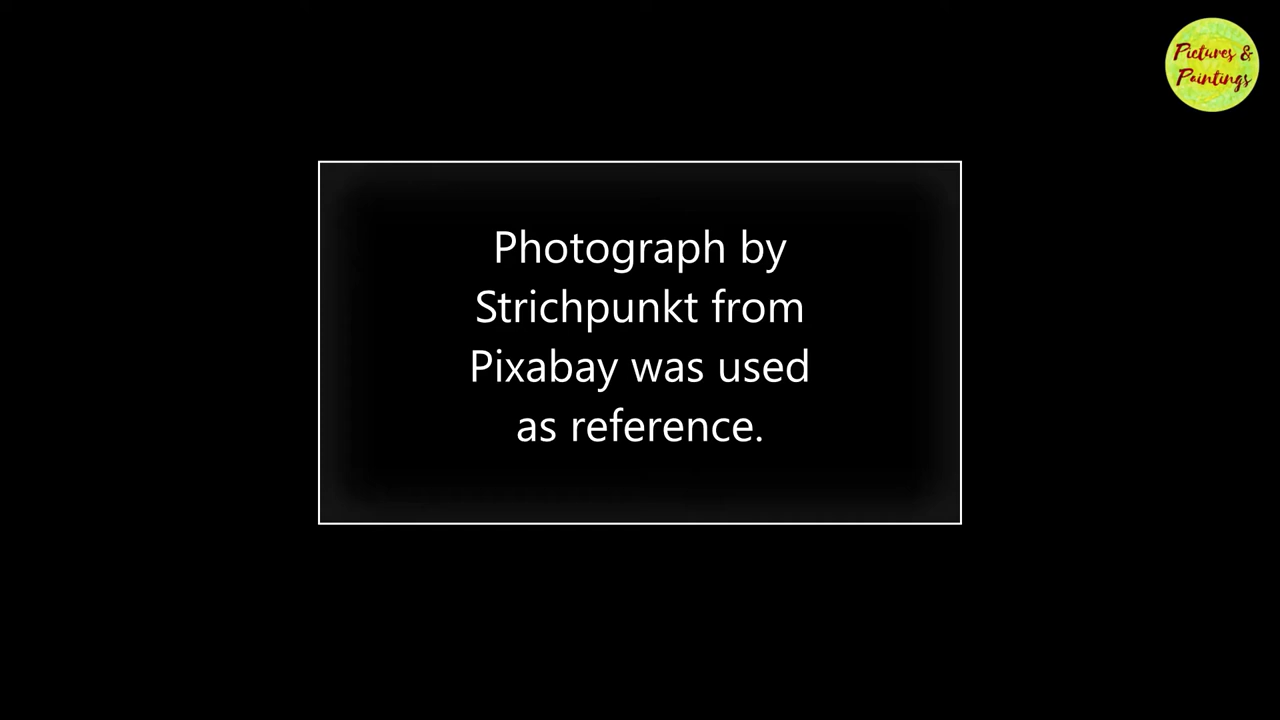 Pictures &
Paintings
Photograph by
Strichpunkt from
Pixabay was used
as reference.